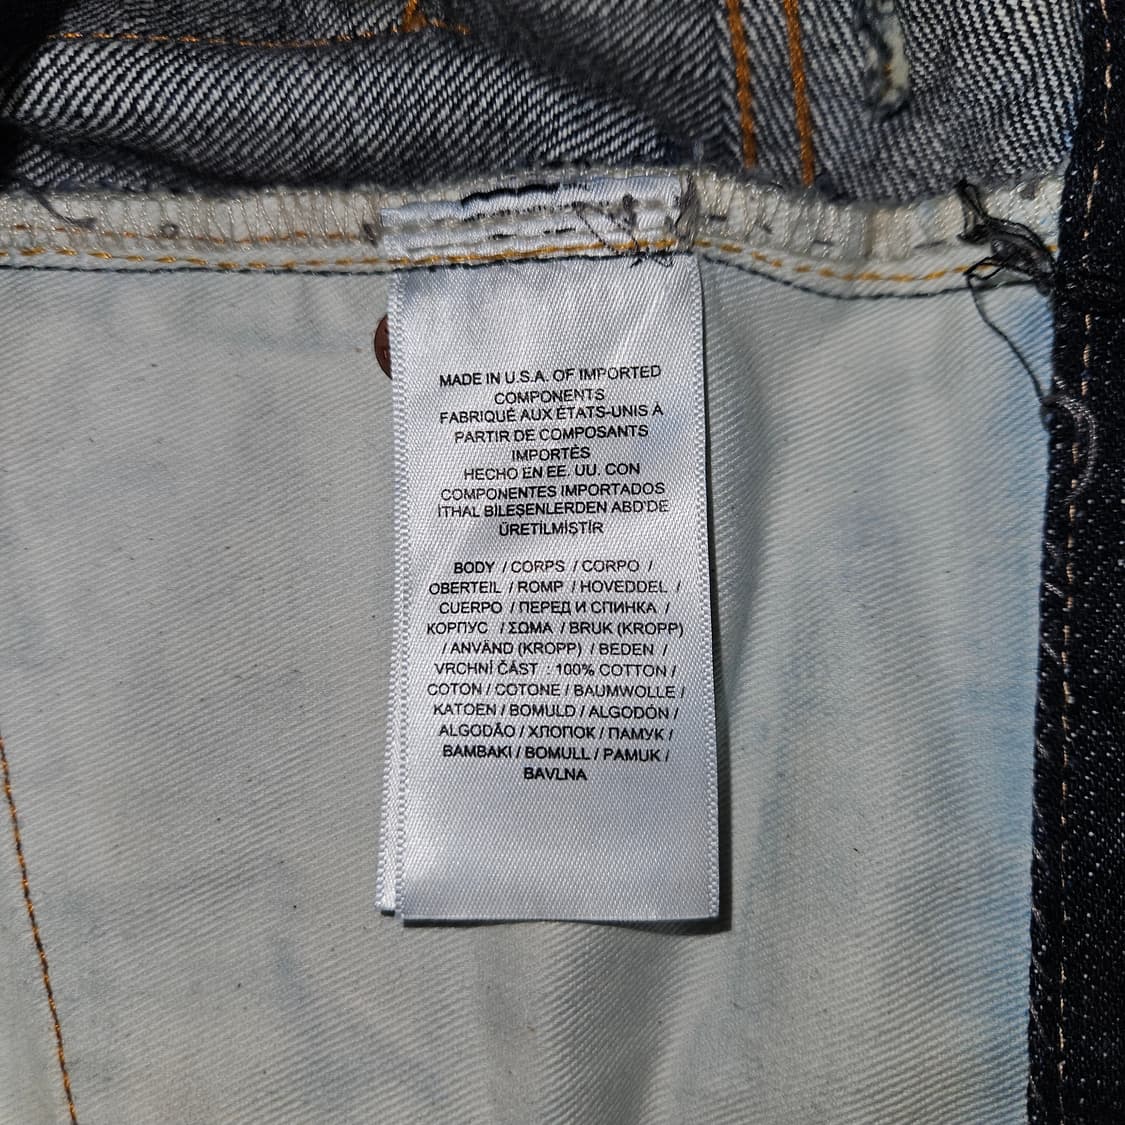 MADE IN U.S.A. OF IMPORTED
COMPONENTS
FABRIQUÉ AUX ÉTATS-UNIS À
PARTIR DE COMPOSANTS
IMPORTÉS
HECHO EN EE. UU. CON
COMPONENTES IMPORTADOS
İTHAL BİLEŞENLERDEN ABD'DE
ÜRETİLMİŞTİR
BODY / CORPS / CORPO /
OBERTEIL / ROMP / HOVEDDEL /
CUERPO / ПЕРЕД И СПИНКА /
КОРПУС / ΣΩΜΑ / BRUK (KROPP)
/ ANVÄND (KROPP) / BEDEN /
VRCHNÍ ČÁST : 100% COTTON /
COTON / COTONE / BAUMWOLLE /
KATOEN / BOMULD / ALGODÓN /
ALGODÃO / ХЛОПОК / ПАМУК /
ΒΑΜΒΑΚΙ / BOMULL / PAMUK /
BAVLNA